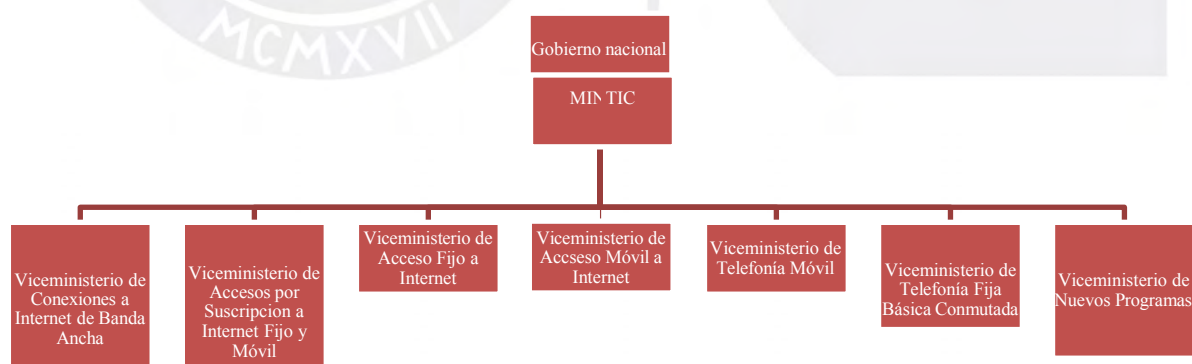 MCMXVII
Gobierno nacional
MINTIC
Viceministerio de
Conexiones a
Internet de Banda
Ancha
Viceministerio de
Accesos por
Suscripcion a
Internet Fijo y
Móvil
Viceministerio de
Acceso Fijo a
Internet
Viceministerio de
Accseso Móvil a
Internet
Viceministerio de
Telefonía Móvil
Viceministerio de
Telefonía Fija
Básica Conmutada
Viceministerio de
Nuevos Programas